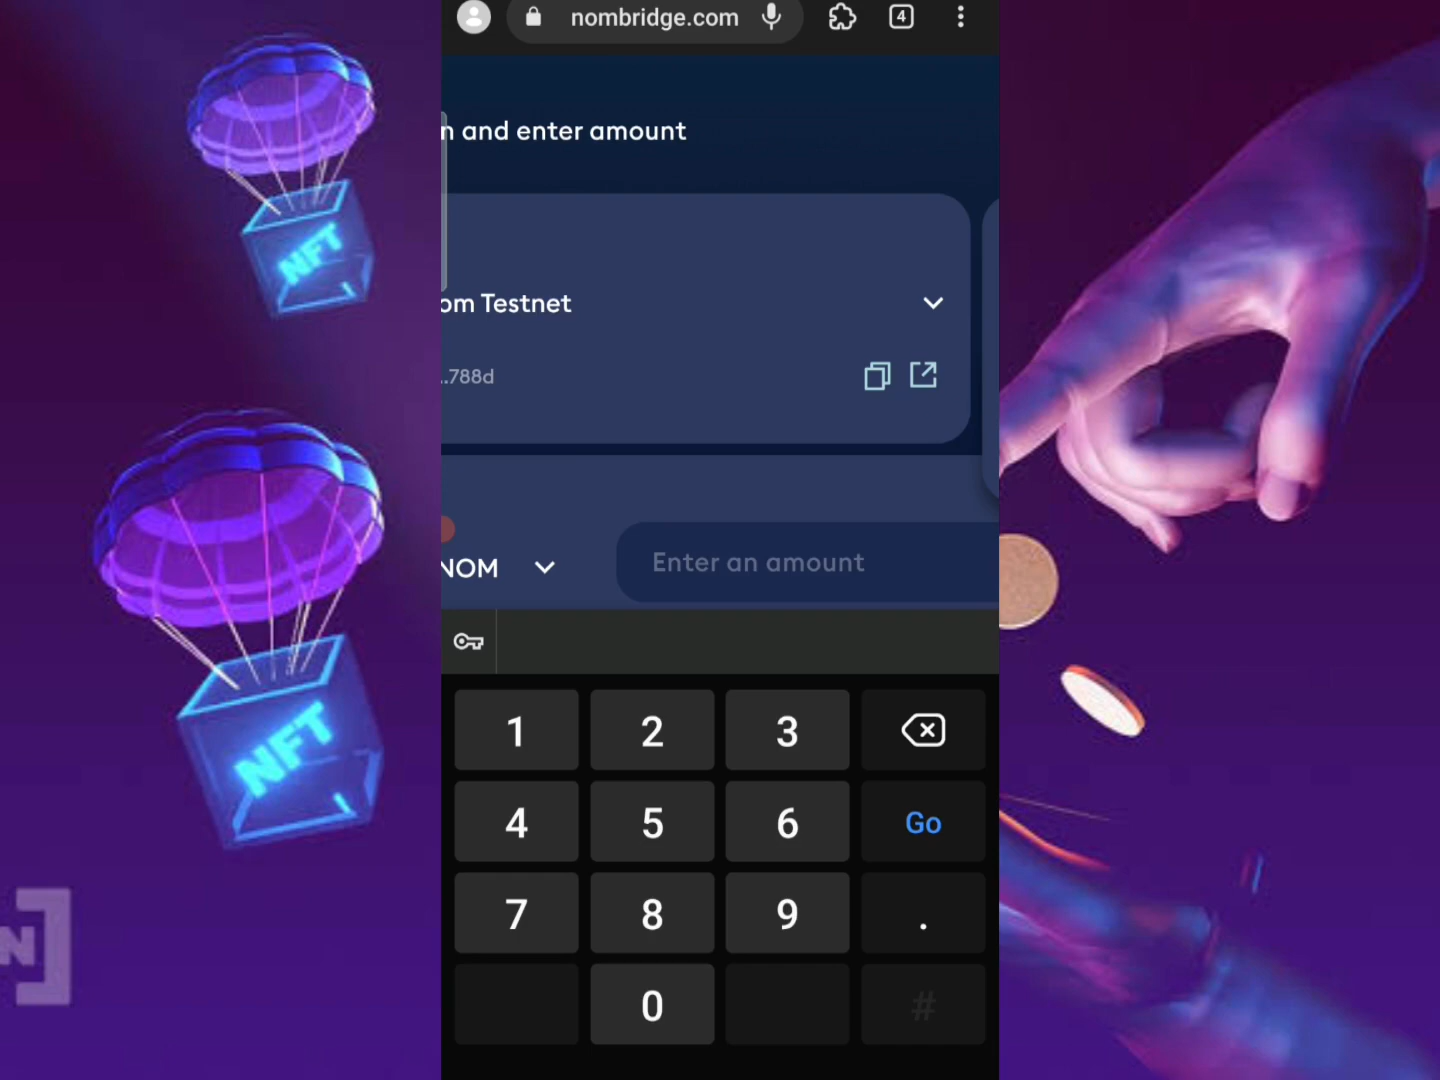 nombridge.com
4
n and enter amount
om Testnet
..788d
NOM
Enter an amount
1 2 3
4 5 6 Go
7 8 9 .
0 #
NFT
NFT
N